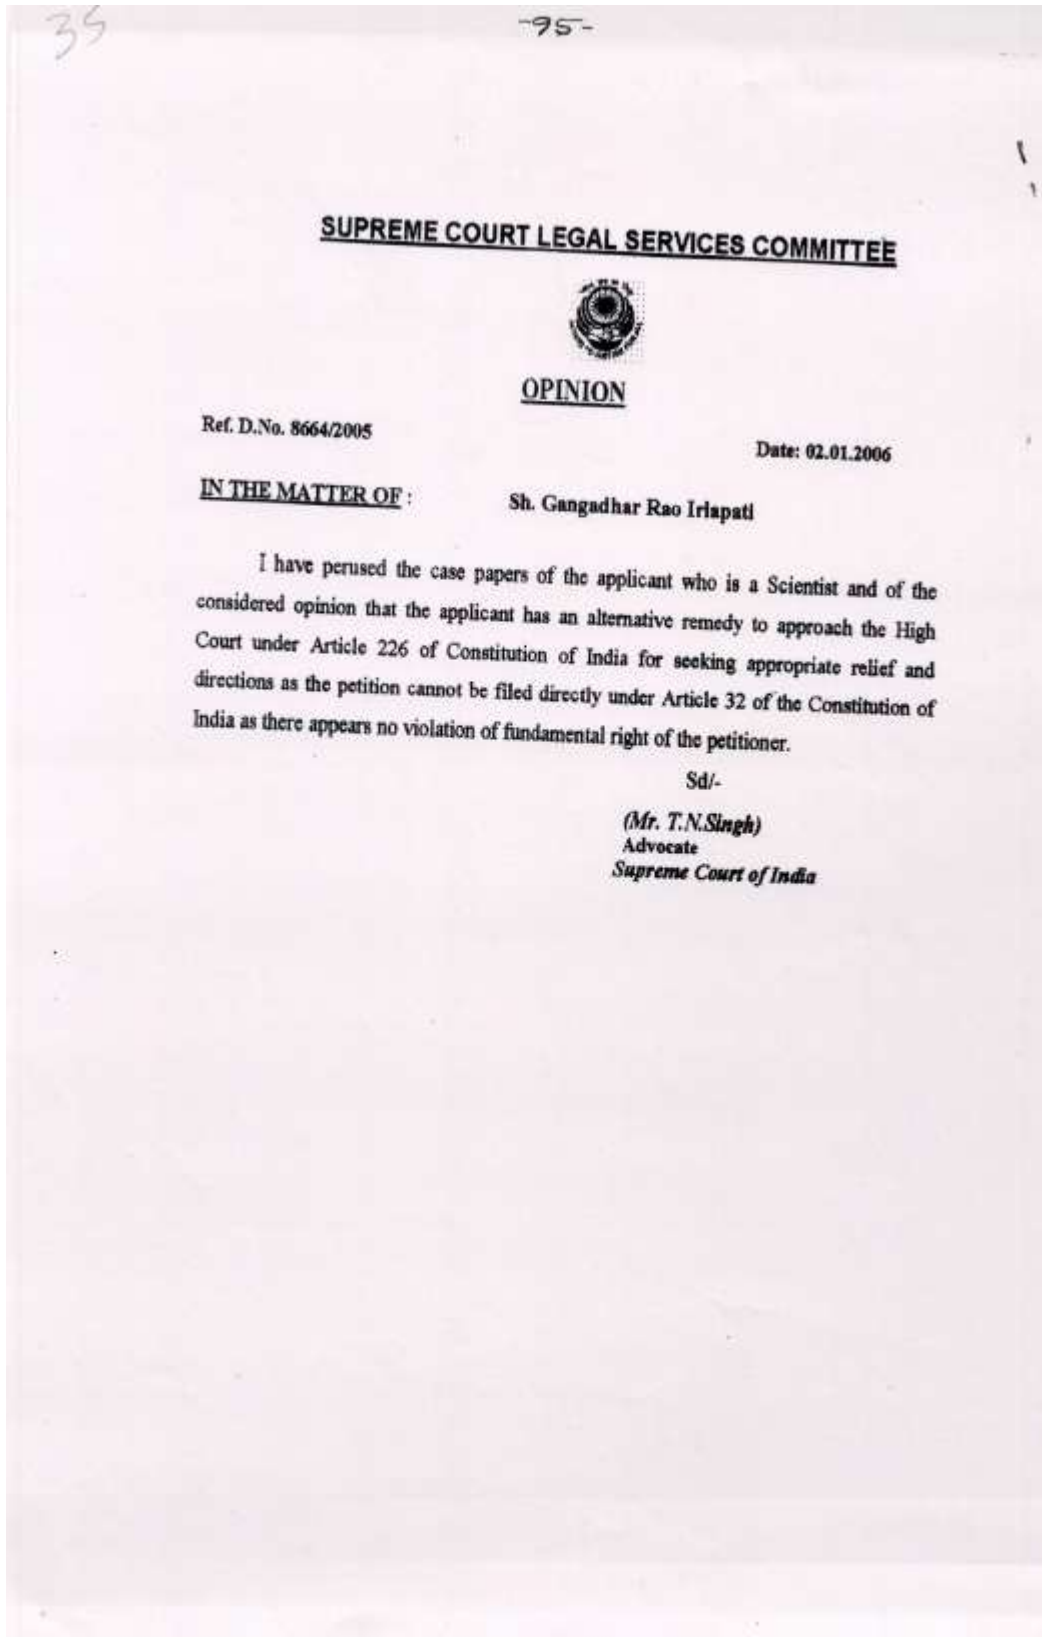 35
-95-
SUPREME COURT LEGAL SERVICES COMMITTEE
OPINION
Ref. D.No. 8664/2005
Date: 02.01.2006
IN THE MATTER OF :
Sh. Gangadhar Rao Irlapati
I have perused the case papers of the applicant who is a Scientist and of the
considered opinion that the applicant has an alternative remedy to approach the High
Court under Article 226 of Constitution of India for seeking appropriate relief and
directions as the petition cannot be filed directly under Article 32 of the Constitution of
India as there appears no violation of fundamental right of the petitioner.
Sd/-
(Mr. T.N.Singh)
Advocate
Supreme Court of India